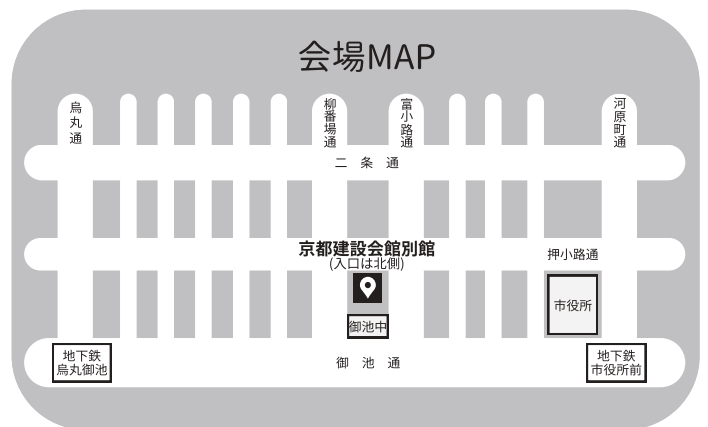 会場MAP
烏丸通
柳番場通
富小路通
河原町通
二条通
京都建設会館別館
(入口は北側)
押小路通
市役所
御池中
御池通
地下鉄
烏丸御池
地下鉄
市役所前